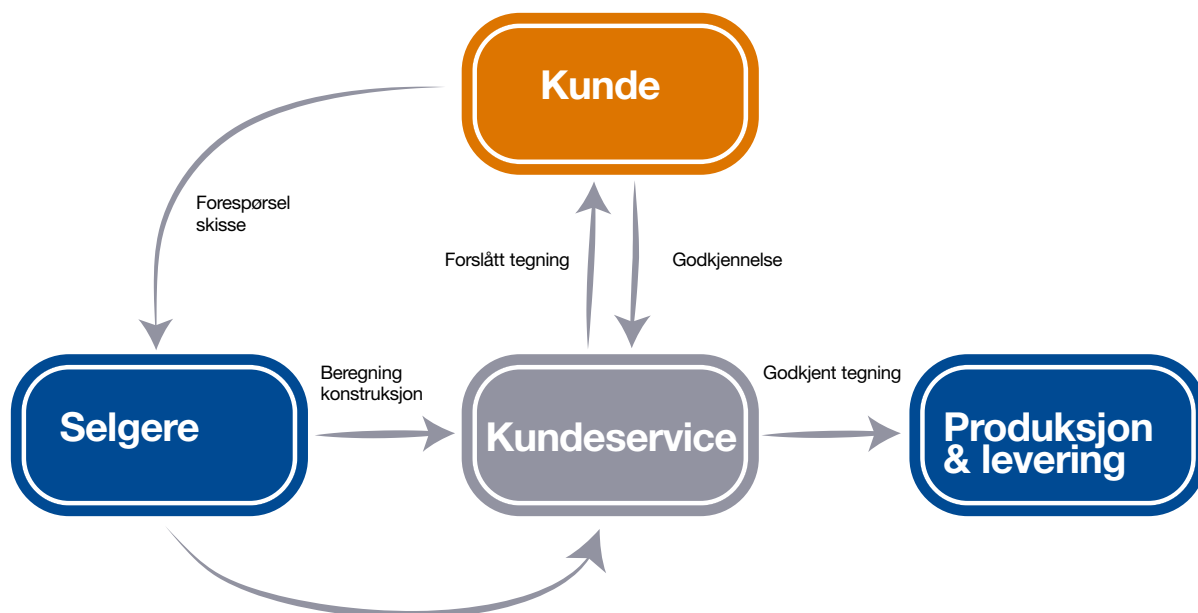 Kunde
Forespørsel
skisse
Forslått tegning
Godkjennelse
Selgere
Beregning
konstruksjon
Kundeservice
Godkjent tegning
Produksjon
& levering